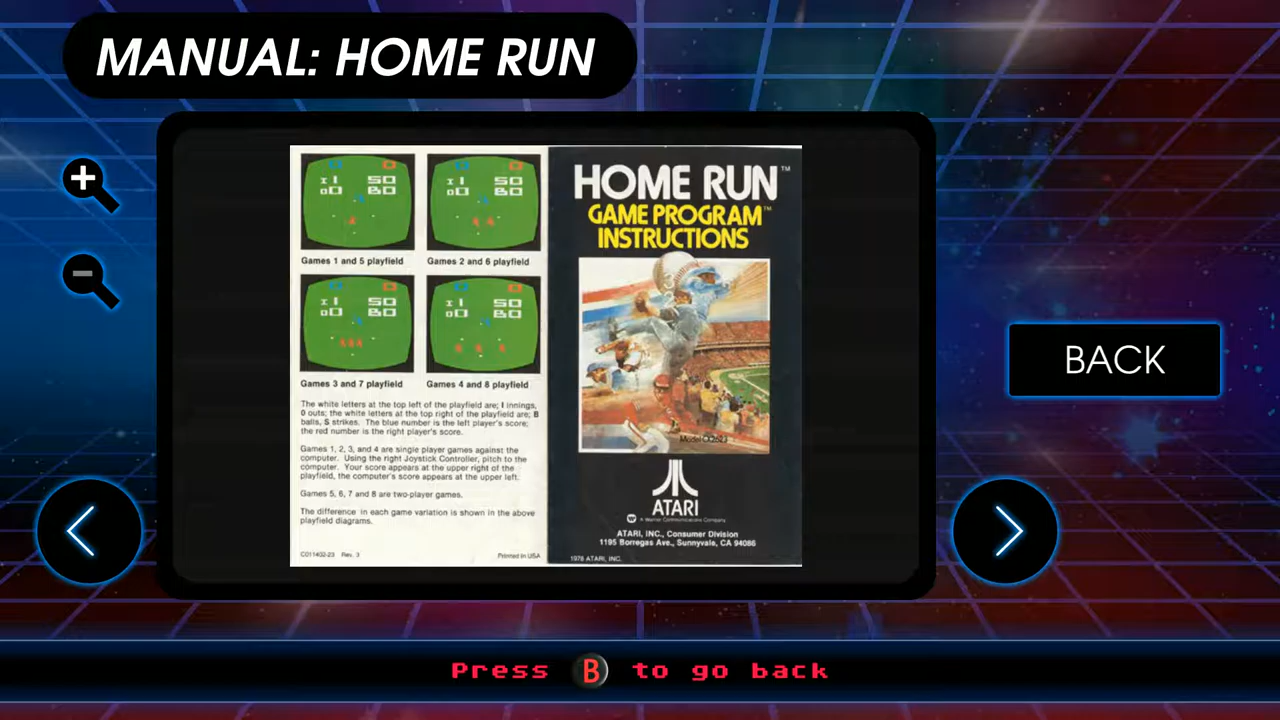 MANUAL: HOME RUN
Games 1 and 5 playfield
Games 2 and 6 playfield
Games 3 and 7 playfield
Games 4 and 8 playfield
The white letters at the top left of the playfield are; I innings,
O outs; the white letters at the top right of the playfield are; B
balls, S strikes. The blue number is the left player's score;
the red number is the right player's score.
Games 1, 2, 3, and 4 are single player games against the
computer. Using the right Joystick Controller, pitch to the
computer. Your score appears at the upper right of the
playfield, the computer's score appears at the upper left.
Games 5, 6, 7 and 8 are two-player games.
The difference in each game variation is shown in the above
playfield diagrams.
C011402-23 Rev. 3
Printed in USA
HOME RUN™
GAME PROGRAM™
INSTRUCTIONS
ATARI
A Warner Communications Company
ATARI, INC., Consumer Division
1195 Borregas Ave., Sunnyvale, CA 94086
1978 ATARI, INC.
BACK
Press B to go back